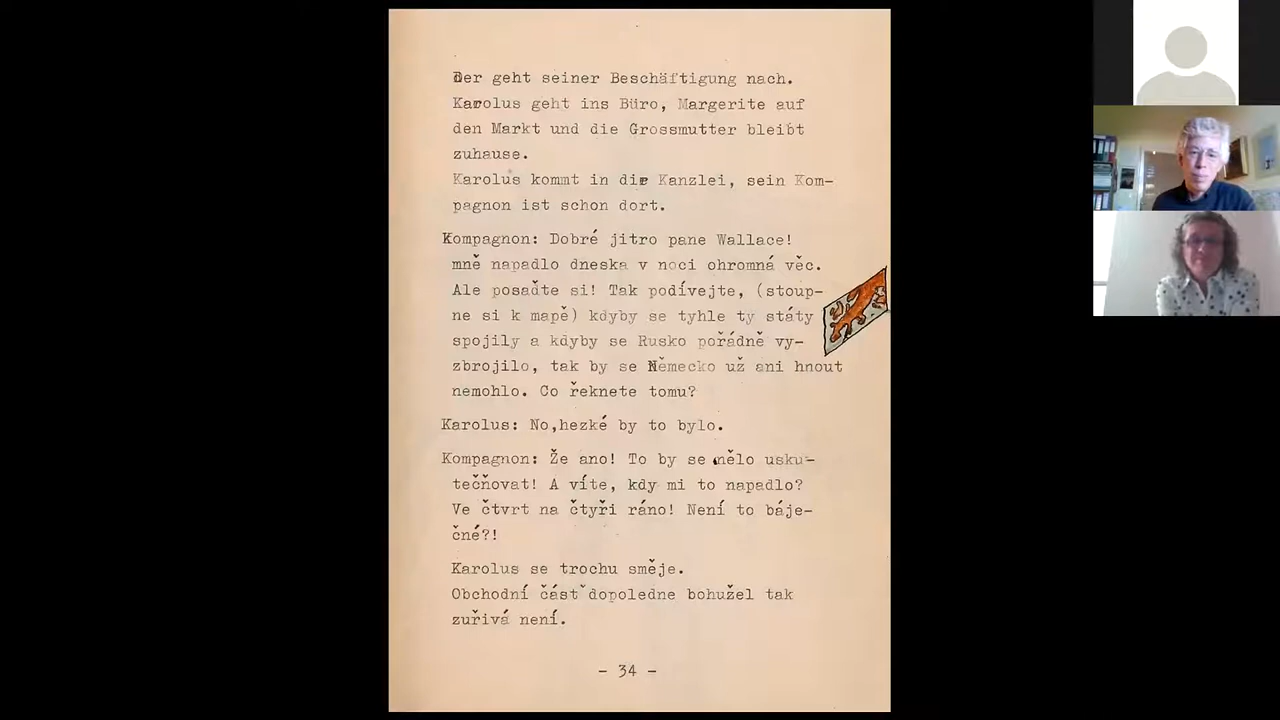 Der geht seiner Beschäftigung nach.
Karolus geht ins Büro, Margerite auf
den Markt und die Grossmutter bleibt
zuhause.
Karolus kommt in die Kanzlei, sein Kom-
pagnon ist schon dort.
Kompagnon: Dobré jitro pane Wallace!
mně napadlo dneska v noci ohromná věc.
Ale posaďte si! Tak podívejte, (stoup-
ne si k mapě) kdyby se tyhle ty státy
spojily a kdyby se Rusko pořádně vy-
zbrojilo, tak by se Německo už ani hnout
nemohlo. Co řeknete tomu?
Karolus: No,hezké by to bylo.
Kompagnon: Že ano! To by se mělo usku-
tečňovat! A víte, kdy mi to napadlo?
Ve čtvrt na čtyři ráno! Není to báje-
čné?!
Karolus se trochu směje.
Obchodní část dopoledne bohužel tak
zuřivá není.
- 34 -